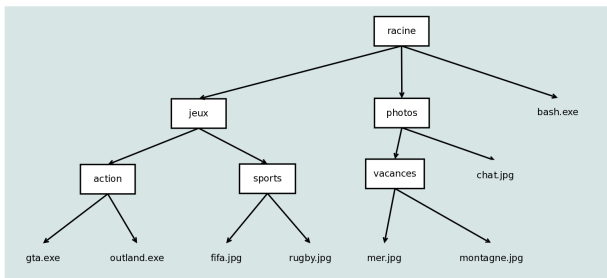 racine
jeux
photos
bash.exe
action
sports
vacances
chat.jpg
gta.exe
outland.exe
fifa.jpg
rugby.jpg
mer.jpg
montagne.jpg